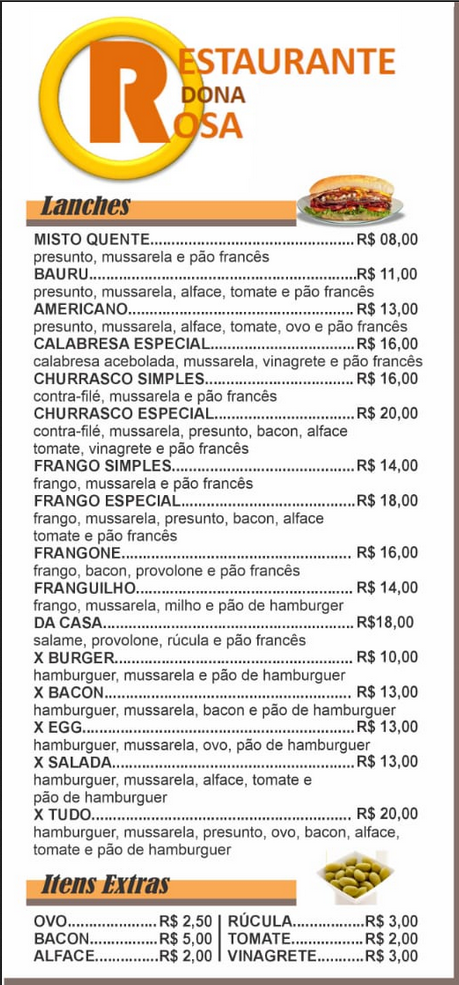 RESTAURANTE
DONA
ROSA
Lanches
MISTO QUENTE..................................................R$ 08,00
presunto, mussarela e pão francês
BAURU..................................................R$ 11,00
presunto, mussarela, alface, tomate e pão francês
AMERICANO..................................................R$ 13,00
presunto, mussarela, alface, tomate, ovo e pão francês
CALABRESA ESPECIAL...................................R$ 16,00
calabresa acebolada, mussarela, vinagrete e pão francês
CHURRASCO SIMPLES....................................R$ 16,00
contra-filé, mussarela e pão francês
CHURRASCO ESPECIAL..................................R$ 20,00
contra-filé, mussarela, presunto, bacon, alface
tomate, vinagrete e pão francês
FRANGO SIMPLES............................................R$ 14,00
frango, mussarela e pão francês
FRANGO ESPECIAL..........................................R$ 18,00
frango, mussarela, presunto, bacon, alface
tomate e pão francês
FRANGONE........................................................ R$ 16,00
frango, bacon, provolone e pão francês
FRANGUILHO.....................................................R$ 14,00
frango, mussarela, milho e pão de hamburger
DA CASA.............................................................R$18,00
salame, provolone, rúcula e pão francês
X BURGER.......................................................... R$ 10,00
hamburguer, mussarela e pão de hamburguer
X BACON............................................................ R$ 13,00
hamburguer, mussarela, bacon e pão de hamburguer
X EGG..................................................................R$ 13,00
hamburguer, mussarela, ovo, pão de hamburguer
X SALADA...........................................................R$ 13,00
hamburguer, mussarela, alface, tomate e
pão de hamburguer
X TUDO............................................................... R$ 20,00
hamburguer, mussarela, presunto, ovo, bacon, alface,
tomate e pão de hamburguer
Itens Extras
OVO......................R$ 2,50 | RÚCULA.................R$ 3,00
BACON.................R$ 5,00 | TOMATE..................R$ 2,00
ALFACE................R$ 2,00 | VINAGRETE...........R$ 3,00